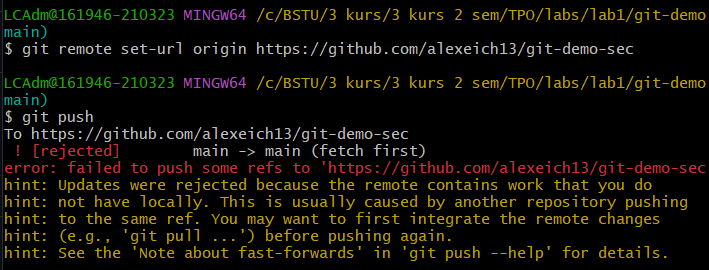 LCAdm@161946-210323 MINGW64 /c/BSTU/3 kurs/3 kurs 2 sem/TPO/labs/lab1/git-demo
main)
$ git remote set-url origin https://github.com/alexeich13/git-demo-sec
LCAdm@161946-210323 MINGW64 /c/BSTU/3 kurs/3 kurs 2 sem/TPO/labs/lab1/git-demo
main)
$ git push
To https://github.com/alexeich13/git-demo-sec
! [rejected]        main -> main (fetch first)
error: failed to push some refs to 'https://github.com/alexeich13/git-demo-sec
hint: Updates were rejected because the remote contains work that you do
hint: not have locally. This is usually caused by another repository pushing
hint: to the same ref. You may want to first integrate the remote changes
hint: (e.g., 'git pull ...') before pushing again.
hint: See the 'Note about fast-forwards' in 'git push --help' for details.